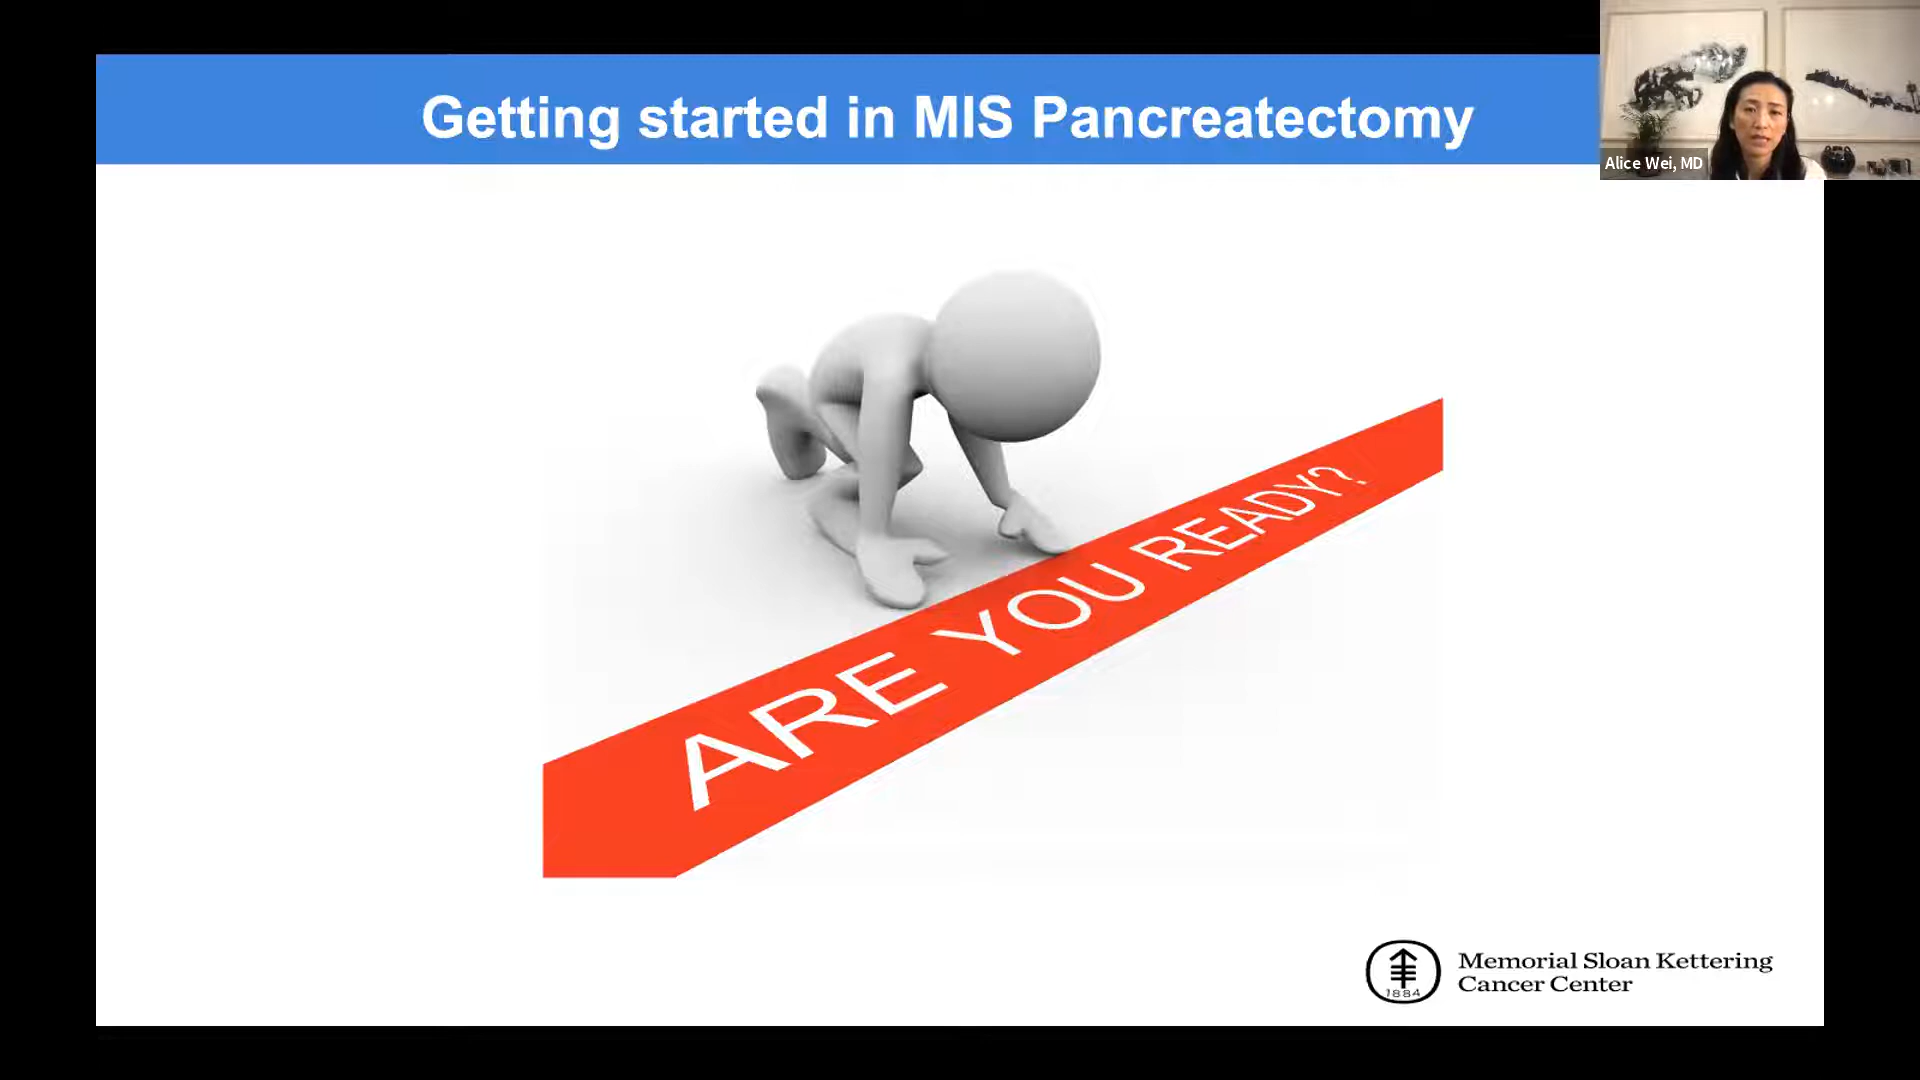 Getting started in MIS Pancreatectomy
Alice Wei, MD
ARE YOU READY?
1884
Memorial Sloan Kettering
Cancer Center